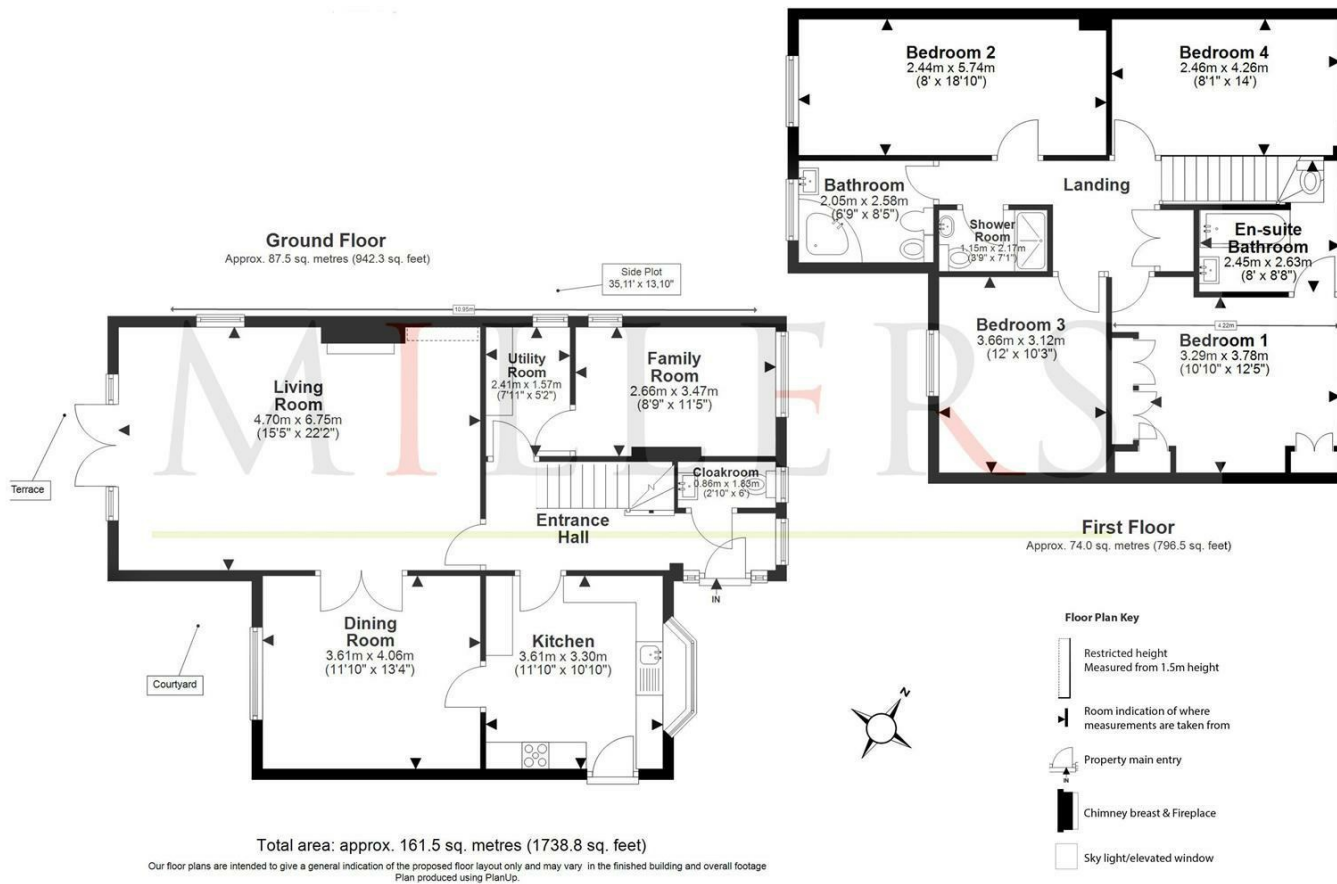 Ground Floor
Approx. 87.5 sq. metres (942.3 sq. feet)
Side Plot
35,11' x 13,10"
10.95m
Living
Room
4.70m x 6.75m
(15'5" x 22'2")
Utility
Room
2.41m x 1.57m
(7'11" x 5'2")
Family
Room
2.66m x 3.47m
(8'9" x 11'5")
Cloakroom
0.86m x 1.83m
(2'10" x 6')
Entrance
Hall
IN
Terrace
Courtyard
Dining
Room
3.61m x 4.06m
(11'10" x 13'4")
Kitchen
3.61m x 3.30m
(11'10" x 10'10")
MILLERS
Bedroom 2
2.44m x 5.74m
(8' x 18'10")
Bedroom 4
2.46m x 4.26m
(8'1" x 14')
Bathroom
2.05m x 2.58m
(6'9" x 8'5")
Landing
Shower
Room
1.15m x 2.17m
(3'9" x 7'1")
En-suite
Bathroom
2.45m x 2.63m
(8' x 8'8")
Bedroom 3
3.66m x 3.12m
(12' x 10'3")
4.22m
Bedroom 1
3.29m x 3.78m
(10'10" x 12'5")
First Floor
Approx. 74.0 sq. metres (796.5 sq. feet)
N
Floor Plan Key
Restricted height
Measured from 1.5m height
Room indication of where
measurements are taken from
Property main entry
IN
Chimney breast & Fireplace
Sky light/elevated window
Total area: approx. 161.5 sq. metres (1738.8 sq. feet)
Our floor plans are intended to give a general indication of the proposed floor layout only and may vary in the finished building and overall footage
Plan produced using PlanUp.